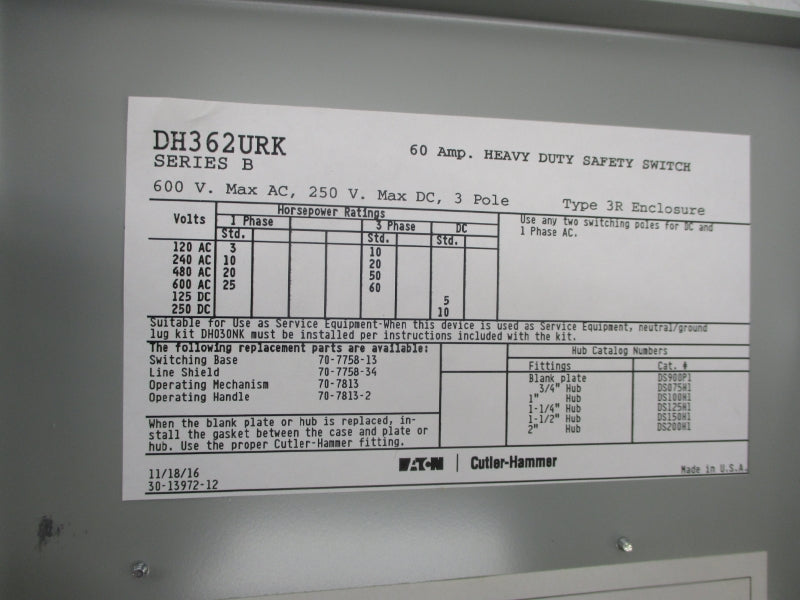 DH362URK
SERIES B
60 Amp. HEAVY DUTY SAFETY SWITCH
600 V. Max AC, 250 V. Max DC, 3 Pole
Type 3R Enclosure
Horsepower Ratings
Volts 1 Phase 3 Phase DC
Std. Std. Std.
120 AC 3 10
240 AC 10 20
480 AC 20 50
600 AC 25 60
125 DC 5
250 DC 10
Use any two switching poles for DC and
1 Phase AC.
Suitable for Use as Service Equipment-When this device is used as Service Equipment, neutral/ground
lug kit DH030NK must be installed per instructions included with the kit.
The following replacement parts are available:
Switching Base 70-7758-13
Line Shield 70-7758-34
Operating Mechanism 70-7813
Operating Handle 70-7813-2
When the blank plate or hub is replaced, in-
stall the gasket between the case and plate or
hub. Use the proper Cutler-Hammer fitting.
Hub Catalog Numbers
Fittings Cat. #
Blank plate DS900P1
3/4" Hub DS075H1
1" Hub DS100H1
1-1/4" Hub DS125H1
1-1/2" Hub DS150H1
2" Hub DS200H1
11/18/16
30-13972-12
EATON | Cutler-Hammer
Made in U.S.A.